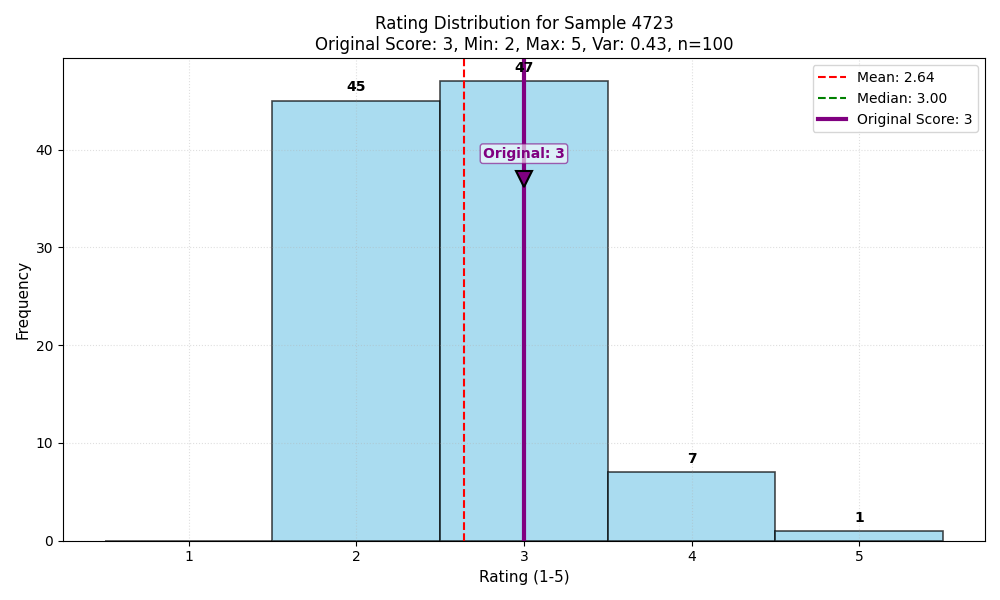 Rating Distribution for Sample 4723
Original Score: 3, Min: 2, Max: 5, Var: 0.43, n=100
Mean: 2.64
Median: 3.00
Original Score: 3
47
45
Original: 3
7
1
Frequency
40
30
20
10
0
1 2 3 4 5
Rating (1-5)